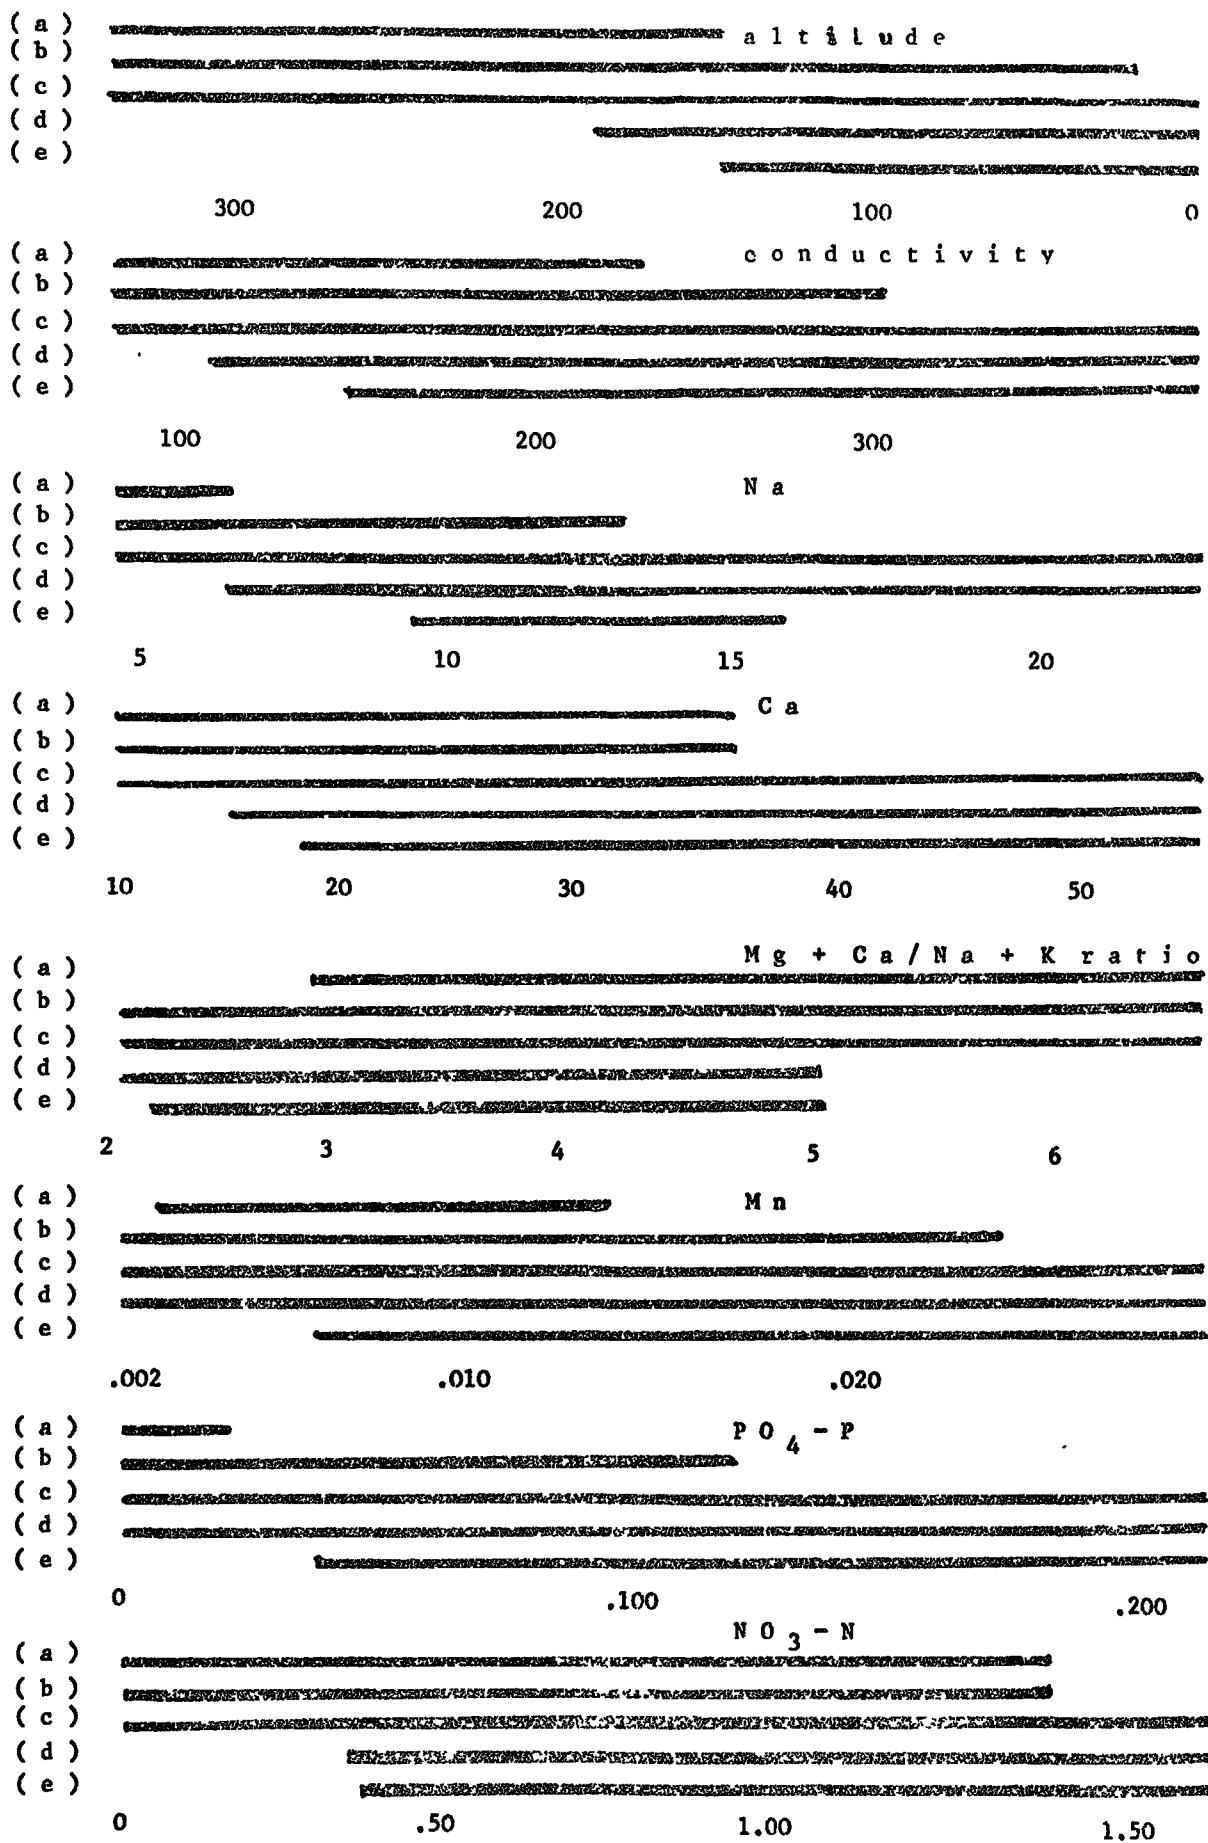 (a) altitude
(b)
(c)
(d)
(e)
300 200 100 0
(a) conductivity
(b)
(c)
(d)
(e)
100 200 300
(a) Na
(b)
(c)
(d)
(e)
5 10 15 20
(a) Ca
(b)
(c)
(d)
(e)
10 20 30 40 50
Mg + Ca/Na + K ratio
(a)
(b)
(c)
(d)
(e)
2 3 4 5 6
(a) Mn
(b)
(c)
(d)
(e)
.002 .010 .020
(a) PO4-P
(b)
(c)
(d)
(e)
0 .100 .200
NO3-N
(a)
(b)
(c)
(d)
(e)
0 .50 1.00 1.50